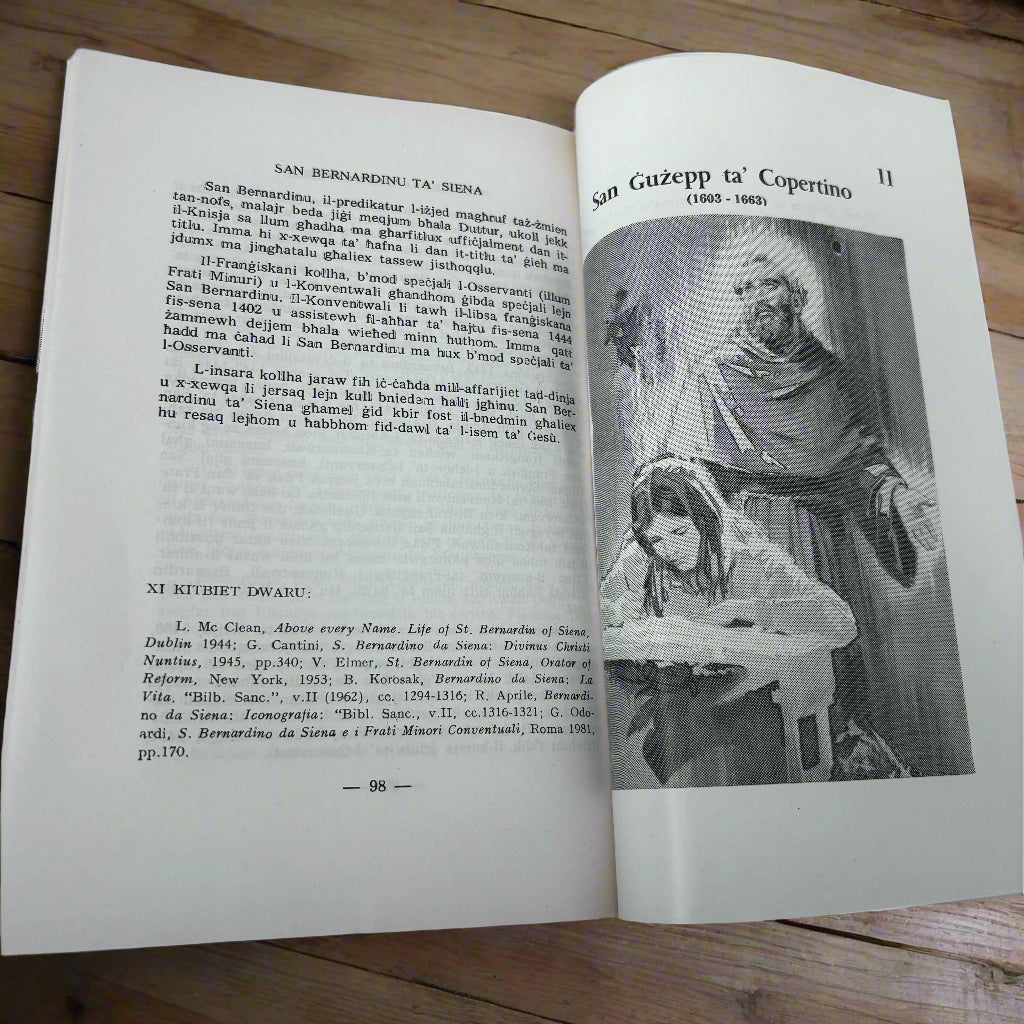 SAN BERNARDINU TA' SIENA
San Bernardinu, il-predikatur l-iżjed magħruf taż-żmien
tan-nofs, malajr beda jiġi meqjum bħala Duttur, ukoll jekk
il-Knisja sa llum għadha ma għarfitlux uffiċjalment dan it-
titlu. Imma hi x-xewqa ta' ħafna li dan it-titlu ta' ġieħ ma
jdumx ma jingħatalu għaliex tassew jistħoqqlu.
Il-Franġiskani kollha, b'mod speċjali l-Osservanti (illum
Frati Minuri) u l-Konventwali għandhom ġibda speċjali lejn
San Bernardinu. Il-Konventwali li tawh il-libsa franġiskana
fis-sena 1402 u assistewh fl-aħħar ta' ħajtu fis-sena 1444
żammewh dejjem bħala wieħed minn ħuthom. Imma qatt
ħadd ma ċaħad li San Bernardinu ma hux b'mod speċjali ta'
l-Osservanti.
L-insara kollha jaraw fih iċ-ċaħda mill-affarijiet tad-dinja
u x-xewqa li jersaq lejn kull bniedem ħalli jgħinu. San Ber-
nardinu ta' Siena għamel ġid kbir fost il-bnedmin għaliex
hu resaq lejhom u ħabbhom fid-dawl ta' l-isem ta' Ġesù.
XI KITBIET DWARU:
L. Mc Clean, Above every Name. Life of St. Bernardin of Siena,
Dublin 1944; G. Cantini, S. Bernardino da Siena: Divinus Christi
Nuntius, 1945, pp.340; V. Elmer, St. Bernardin of Siena, Orator of
Reform, New York, 1953; B. Korosak, Bernardino da Siena: La
Vita. "Bilb. Sanc.", v.II (1962), cc. 1294-1316; R. Aprile, Bernardi-
no da Siena: Iconografia: "Bibl. Sanc., v.II, cc.1316-1321; G. Odo-
ardi, S. Bernardino da Siena e i Frati Minori Conventuali, Roma 1981,
pp.170.
— 98 —
11
San Ġużepp ta' Copertino
(1603 - 1663)